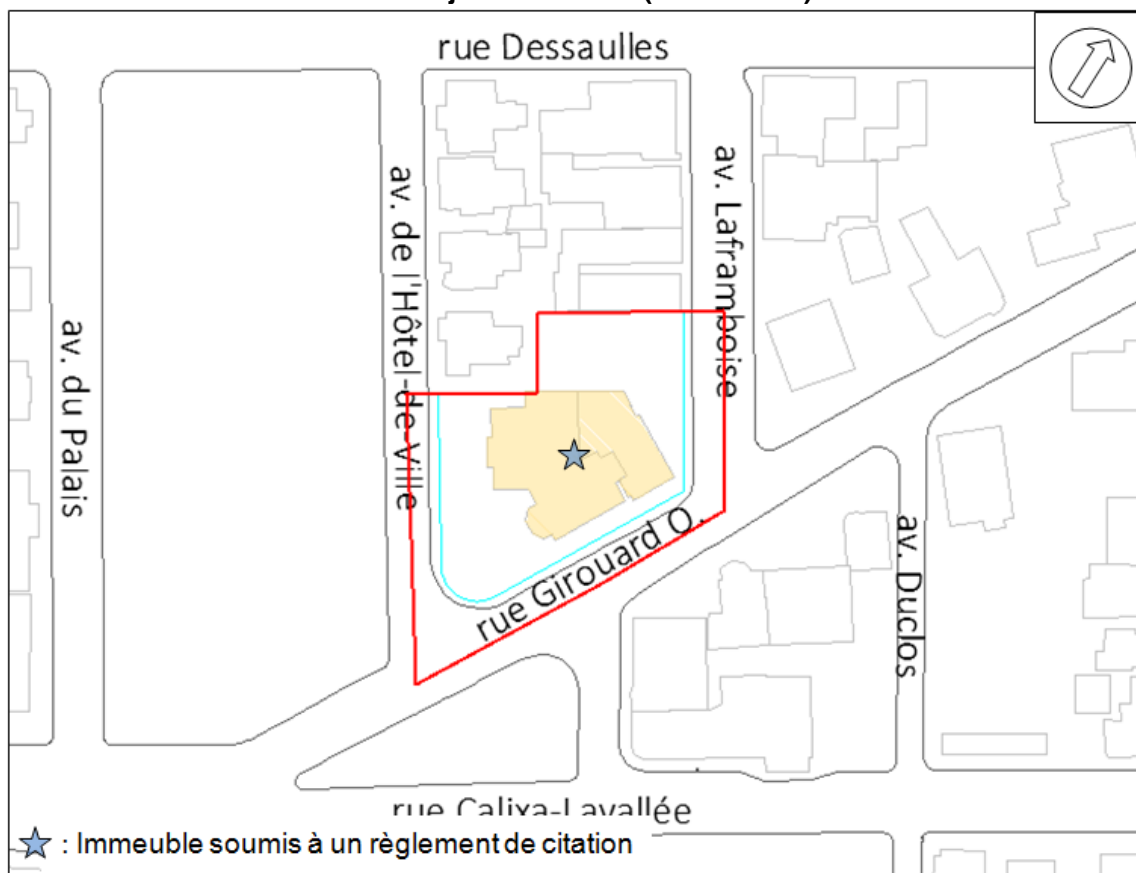 rue Dessaulles
av. de l'Hôtel-de-Ville
av. Laframboise
av. du Palais
rue Girouard O.
av. Duclos
rue Calixa-Lavallée
: Immeuble soumis à un règlement de citation